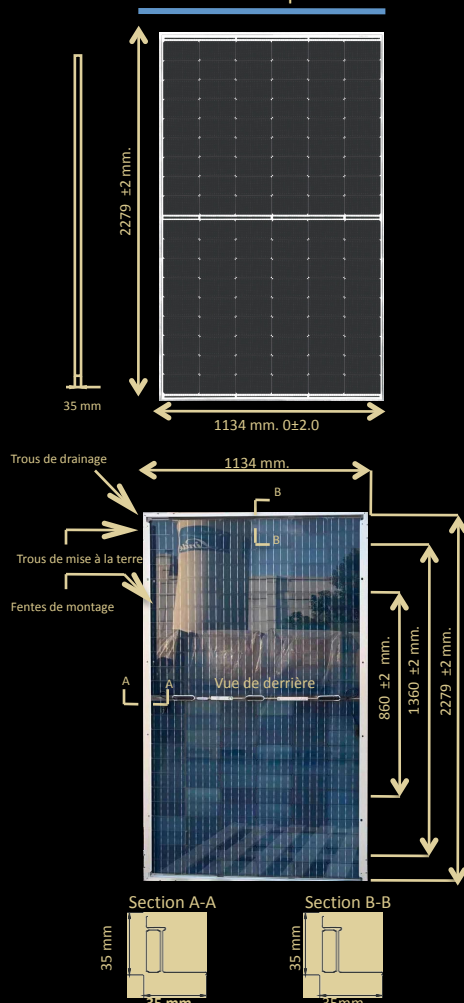 2279 ±2 mm.
35 mm
1134 mm. 0±2.0
Trous de drainage
1134 mm.
B
B
Trous de mise à la terre
Fentes de montage
A
A
Vue de derrière
860 ±2 mm.
1360 ±2 mm.
2279 ±2 mm.
Section A-A
Section B-B
35 mm
35 mm
35 mm
35mm